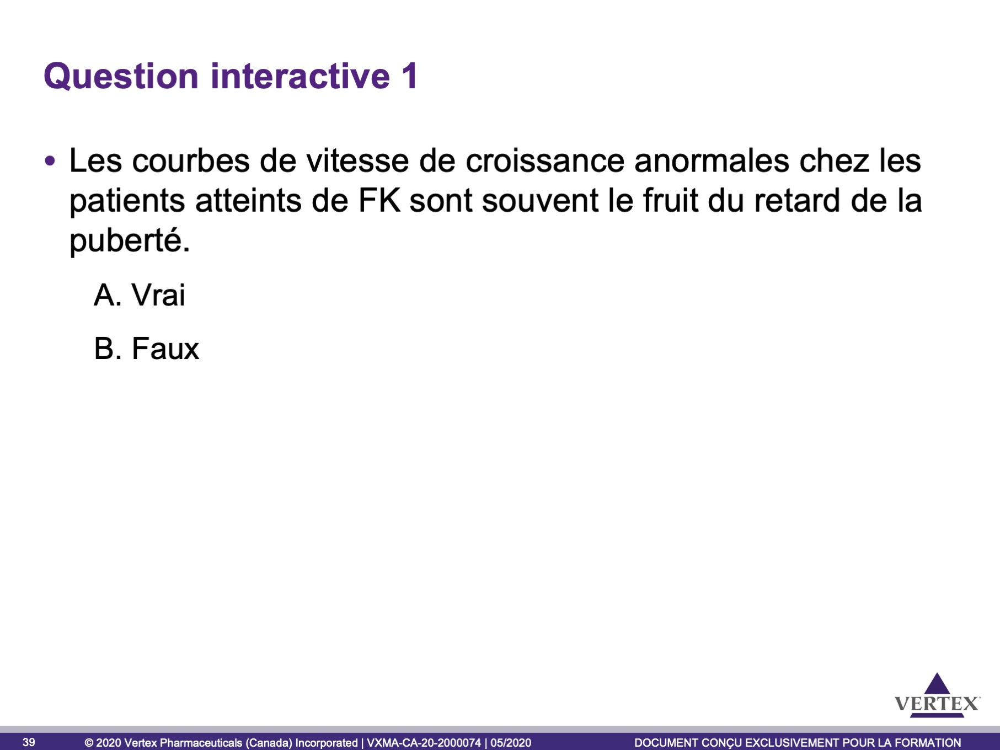 Question interactive 1
• Les courbes de vitesse de croissance anormales chez les
patients atteints de FK sont souvent le fruit du retard de la
puberté.
A. Vrai
B. Faux
VERTEX
39
© 2020 Vertex Pharmaceuticals (Canada) Incorporated | VXMA-CA-20-2000074 | 05/2020
DOCUMENT CONÇU EXCLUSIVEMENT POUR LA FORMATION